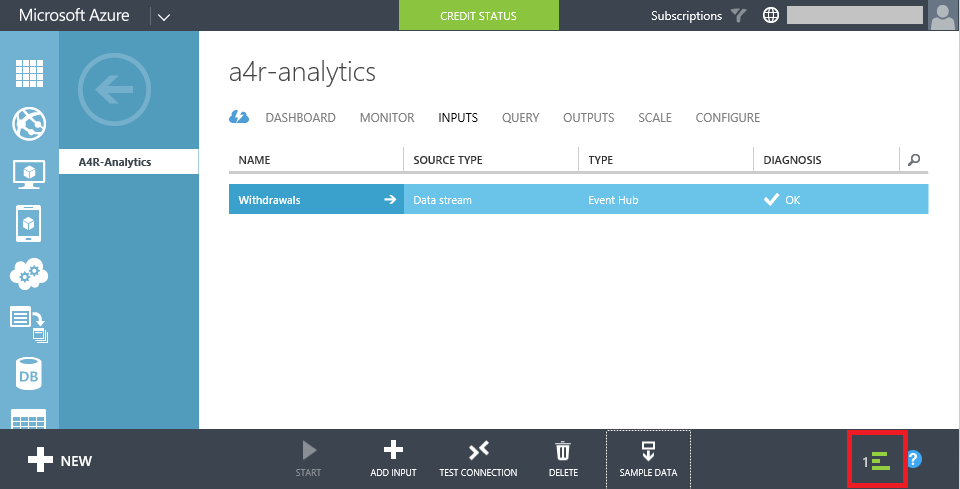 Microsoft Azure CREDIT STATUS Subscriptions
a4r-analytics
DASHBOARD MONITOR INPUTS QUERY OUTPUTS SCALE CONFIGURE
A4R-Analytics
NAME SOURCE TYPE TYPE DIAGNOSIS
Withdrawals Data stream Event Hub OK
DB
NEW
START ADD INPUT TEST CONNECTION DELETE SAMPLE DATA
1 ?